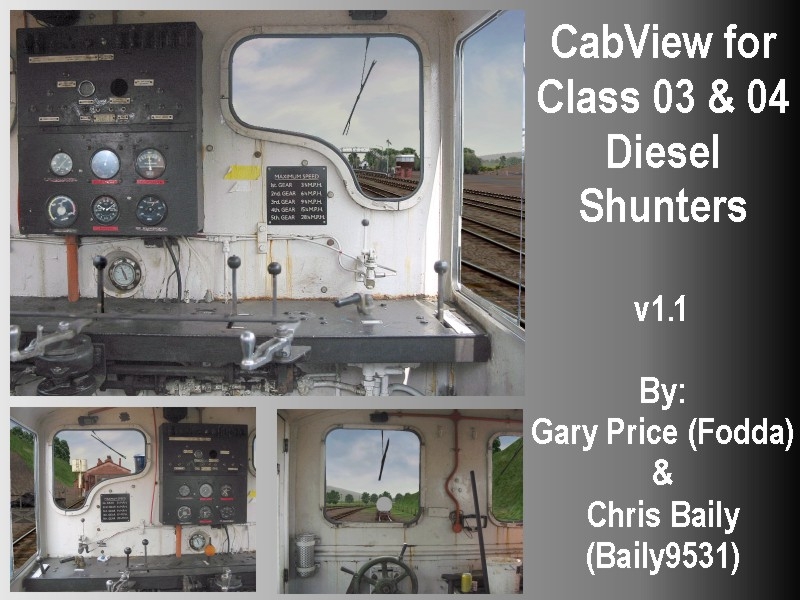 CabView for
Class 03 & 04
Diesel
Shunters
v1.1
By:
Gary Price (Fodda)
&
Chris Baily
(Baily9531)
MAXIMUM SPEED
1st. GEAR
2nd. GEAR
3rd. GEAR
4th. GEAR
5th. GEAR